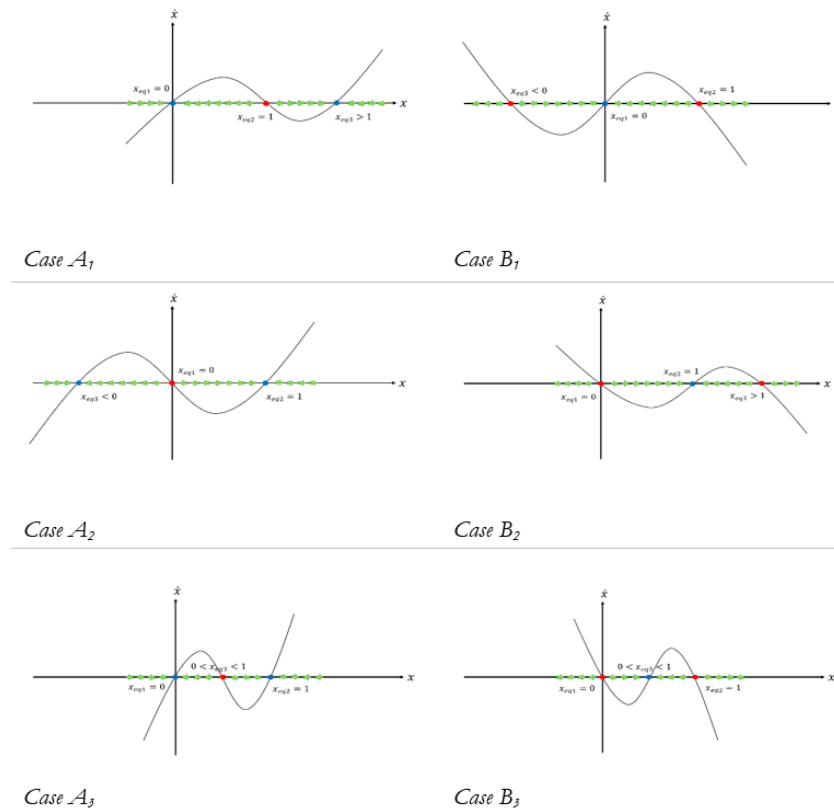 ẋ
x_eq1 = 0
x_eq2 = 1
x_eq3 > 1
x
Case A₁
ẋ
x_eq3 < 0
x_eq2 = 1
x_eq1 = 0
Case B₁
ẋ
x_eq1 = 0
x_eq3 < 0
x_eq2 = 1
x
Case A₂
ẋ
x_eq2 = 1
x_eq1 = 0
x_eq3 > 1
x
Case B₂
ẋ
0 < x_eq3 < 1
x_eq1 = 0
x_eq2 = 1
x
Case A₃
ẋ
0 < x_eq3 < 1
x_eq1 = 0
x_eq2 = 1
x
Case B₃